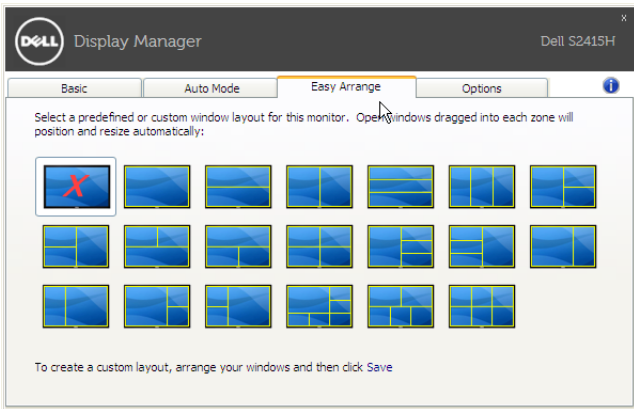 x
DELL Display Manager Dell S2415H
Basic Auto Mode Easy Arrange Options i
Select a predefined or custom window layout for this monitor. Open windows dragged into each zone will
position and resize automatically:
X
To create a custom layout, arrange your windows and then click Save